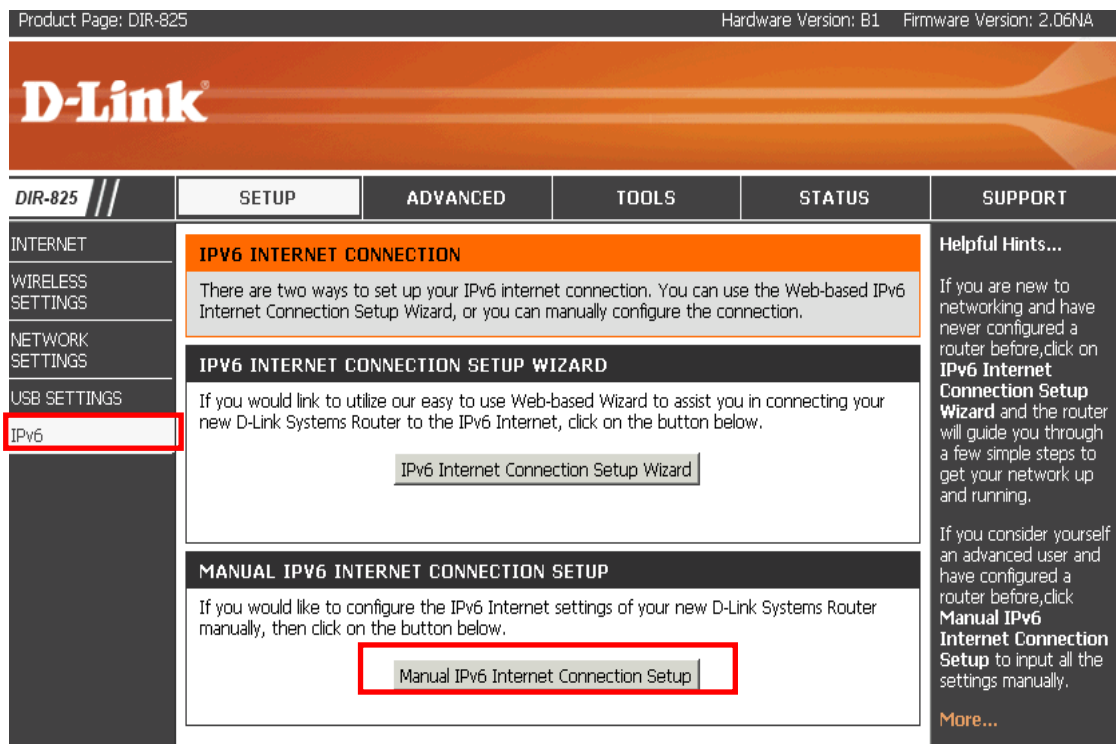 Product Page: DIR-825 Hardware Version: B1 Firmware Version: 2.06NA
D-Link®
DIR-825 SETUP ADVANCED TOOLS STATUS SUPPORT
INTERNET
WIRELESS
SETTINGS
NETWORK
SETTINGS
USB SETTINGS
IPv6
IPV6 INTERNET CONNECTION
There are two ways to set up your IPv6 internet connection. You can use the Web-based IPv6
Internet Connection Setup Wizard, or you can manually configure the connection.
IPV6 INTERNET CONNECTION SETUP WIZARD
If you would link to utilize our easy to use Web-based Wizard to assist you in connecting your
new D-Link Systems Router to the IPv6 Internet, click on the button below.
IPv6 Internet Connection Setup Wizard
MANUAL IPV6 INTERNET CONNECTION SETUP
If you would like to configure the IPv6 Internet settings of your new D-Link Systems Router
manually, then click on the button below.
Manual IPv6 Internet Connection Setup
Helpful Hints...
If you are new to
networking and have
never configured a
router before,click on
IPv6 Internet
Connection Setup
Wizard and the router
will guide you through
a few simple steps to
get your network up
and running.
If you consider yourself
an advanced user and
have configured a
router before,click
Manual IPv6
Internet Connection
Setup to input all the
settings manually.
More...